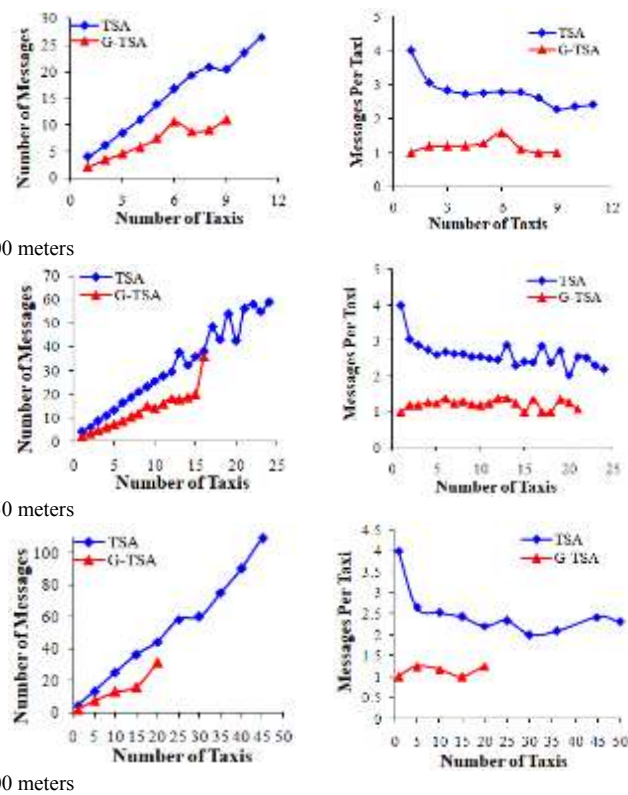 30
25
20
15
10
5
0
Number of Messages
TSA
G-TSA
0 3 6 9 12
Number of Taxis
5
4
3
2
1
0
Messages Per Taxi
TSA
G-TSA
0 3 6 9 12
Number of Taxis
00 meters
70
60
50
40
30
20
10
0
Number of Messages
TSA
G-TSA
0 5 10 15 20 25
Number of Taxis
5
4
3
2
1
0
Messages Per Taxi
TSA
G-TSA
0 5 10 15 20 25
Number of Taxis
0 meters
100
80
60
40
20
0
Number of Messages
TSA
G-TSA
0 5 10 15 20 25 30 35 40 45 50
Number of Taxis
4.5
4
3.5
3
2.5
2
1.5
1
0.5
0
Messages Per Taxi
TSA
G-TSA
0 5 10 15 20 25 30 35 40 45 50
Number of Taxis
00 meters